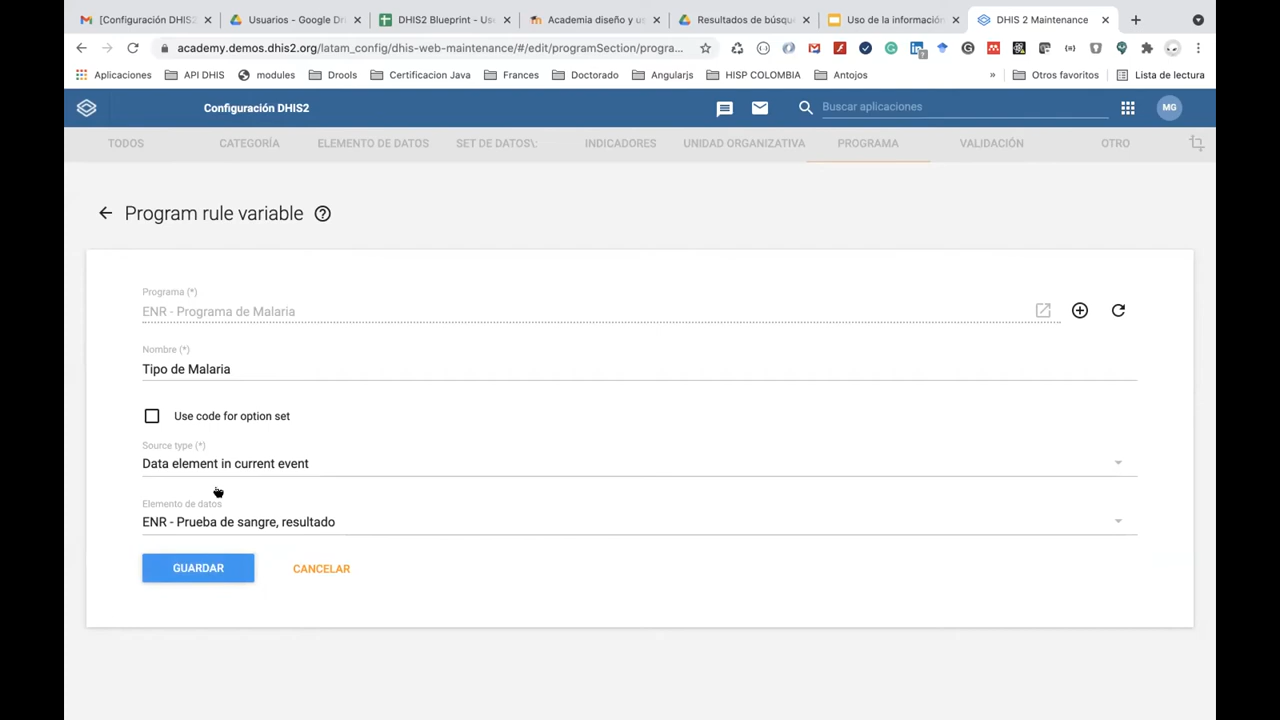 [Configuración DHIS2
Usuarios - Google Dri
DHIS2 Blueprint - Use
Academia diseño y us
Resultados de búsque
Uso de la información
DHIS 2 Maintenance
academy.demos.dhis2.org/latam_config/dhis-web-maintenance/#/edit/programSection/progra...
Aplicaciones
API DHIS
modules
Drools
Certificacion Java
Frances
Doctorado
Angularjs
HISP COLOMBIA
Antojos
»
Otros favoritos
Lista de lectura
Configuración DHIS2
Buscar aplicaciones
MG
TODOS
CATEGORÍA
ELEMENTO DE DATOS
SET DE DATOS\:
INDICADORES
UNIDAD ORGANIZATIVA
PROGRAMA
VALIDACIÓN
OTRO
Program rule variable
Programa (*)
ENR - Programa de Malaria
Nombre (*)
Tipo de Malaria
Use code for option set
Source type (*)
Data element in current event
Elemento de datos
ENR - Prueba de sangre, resultado
GUARDAR
CANCELAR